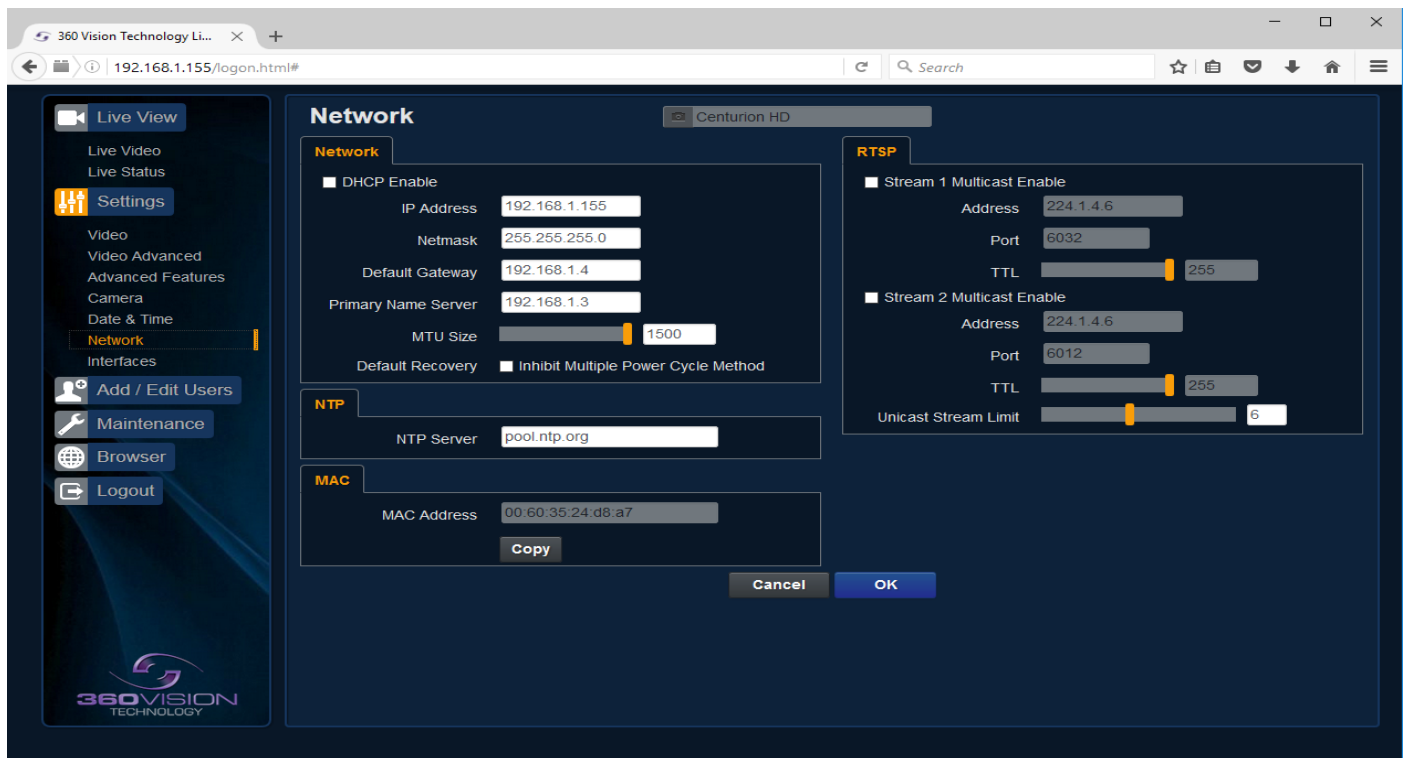 360 Vision Technology Li...
192.168.1.155/logon.html#
Search
Live View
Live Video
Live Status
Settings
Video
Video Advanced
Advanced Features
Camera
Date & Time
Network
Interfaces
Add / Edit Users
Maintenance
Browser
Logout
360VISION
TECHNOLOGY
Network
Centurion HD
Network
DHCP Enable
IP Address 192.168.1.155
Netmask 255.255.255.0
Default Gateway 192.168.1.4
Primary Name Server 192.168.1.3
MTU Size 1500
Default Recovery Inhibit Multiple Power Cycle Method
NTP
NTP Server pool.ntp.org
MAC
MAC Address 00:60:35:24:d8:a7
Copy
RTSP
Stream 1 Multicast Enable
Address 224.1.4.6
Port 6032
TTL 255
Stream 2 Multicast Enable
Address 224.1.4.6
Port 6012
TTL 255
Unicast Stream Limit 6
Cancel OK